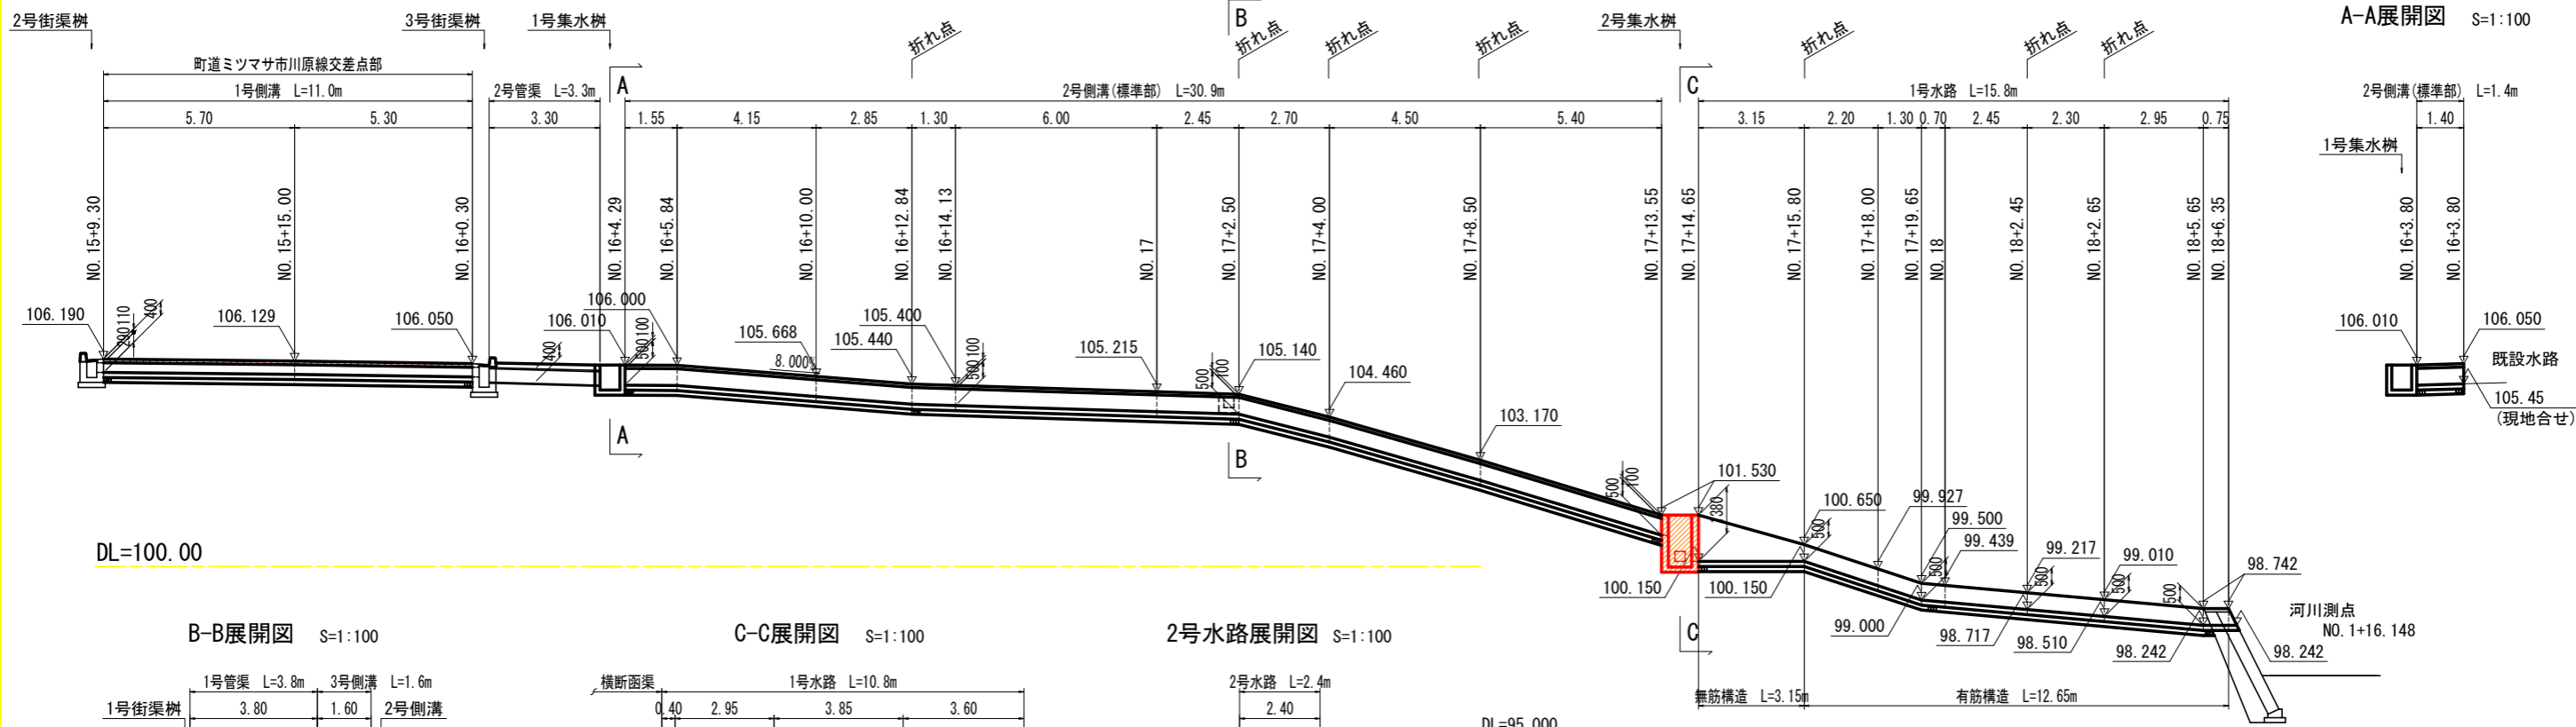 2号街渠桝
3号街渠桝
1号集水桝
B
2号集水桝
A-A展開図 S=1:100
折れ点
折れ点
折れ点
折れ点
折れ点
折れ点
折れ点
町道ミツマサ市川原線交差点部
A
C
1号側溝 L=11.0m
2号管渠 L=3.3m
2号側溝(標準部) L=30.9m
1号水路 L=15.8m
2号側溝(標準部) L=1.4m
5.70 5.30 3.30 1.55 4.15 2.85 1.30 6.00 2.45 2.70 4.50 5.40 3.15 2.20 1.30 0.70 2.45 2.30 2.95 0.75
1.40
1号集水桝
NO.15+9.30
NO.15+15.00
NO.16+0.30
NO.16+4.29
NO.16+5.84
NO.16+10.00
NO.16+12.84
NO.16+14.13
NO.17
NO.17+2.50
NO.17+4.00
NO.17+8.50
NO.17+13.55
NO.17+14.65
NO.17+15.80
NO.17+18.00
NO.17+19.65
NO.18
NO.18+2.45
NO.18+2.65
NO.18+5.65
NO.18+6.35
NO.16+3.80
NO.16+3.80
106.190
110
400
106.129
106.050
400
106.010
106.000
500
100
105.668
8.000%
105.440
105.400
500
100
105.215
500
100
105.140
104.460
103.170
500
100
101.530
1380
100.650
500
99.927
99.500
500
99.439
99.217
500
99.010
500
500
98.742
106.010
106.050
既設水路
105.45
(現地合せ)
A
B
DL=100.00
100.150
100.150
99.000
98.717
98.510
98.242
98.242
河川測点
NO.1+16.148
C
B-B展開図 S=1:100
C-C展開図 S=1:100
2号水路展開図 S=1:100
1号管渠 L=3.8m
3号側溝 L=1.6m
横断函渠
1号水路 L=10.8m
2号水路 L=2.4m
無筋構造 L=3.15m
有筋構造 L=12.65m
1号街渠桝
3.80
1.60
2号側溝
0.40 2.95 3.85 3.60
2.40
DL=95.000